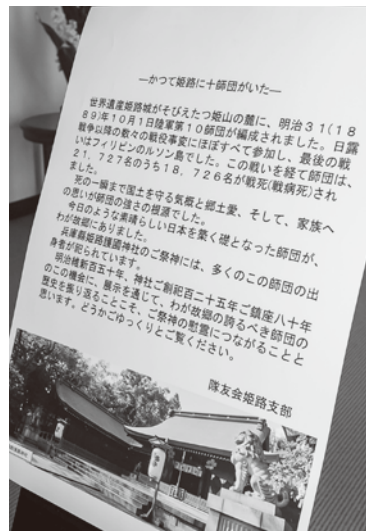 ―かつて姫路に十師団がいた―
世界遺産姫路城がそびえたつ姫山の麓に、明治31(18
89)年10月1日陸軍第10師団が編成されました。日露
戦争以降の数々の戦役事変にほぼすべて参加し、最後の戦
いはフィリピンのルソン島でした。この戦いを経て師団は、
21,727名のうち18,726名が戦死(戦病死)され
ました。
死の一瞬まで国土を守る気概と郷土愛、そして、家族へ
の思いが師団の強さの根源でした。
今日のような素晴らしい日本を築く礎となった師団が、
わが故郷にありました。
兵庫縣姫路護國神社のご祭神には、多くのこの師団の出
身者が祀られています。
明治維新百五十年、神社ご創祀百二十五年ご鎮座八十年
のこの機会に、展示を通じて、わが故郷の誇るべき師団の
歴史を振り返ることこそ、ご祭神の慰霊につながることと
思います。どうかごゆっくりとご覧ください。
隊友会姫路支部